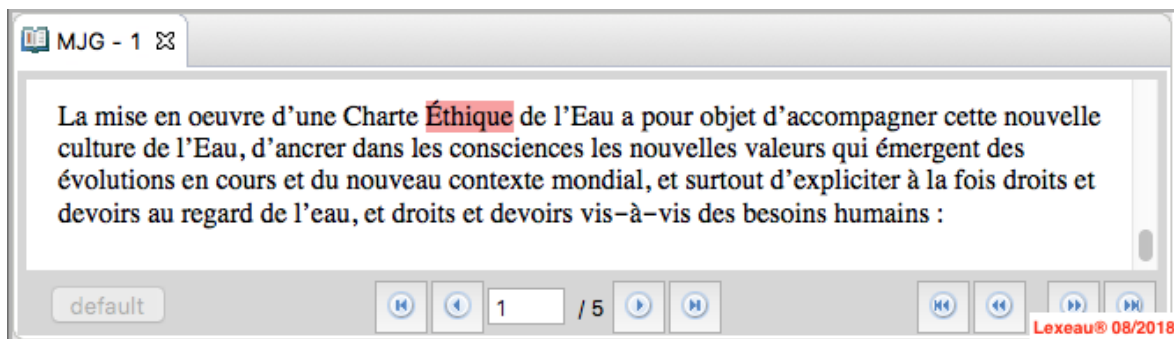 MJG - 1
La mise en oeuvre d’une Charte Éthique de l’Eau a pour objet d’accompagner cette nouvelle
culture de l’Eau, d’ancrer dans les consciences les nouvelles valeurs qui émergent des
évolutions en cours et du nouveau contexte mondial, et surtout d’expliciter à la fois droits et
devoirs au regard de l’eau, et droits et devoirs vis-à-vis des besoins humains :
default 1 / 5
Lexeau® 08/2018